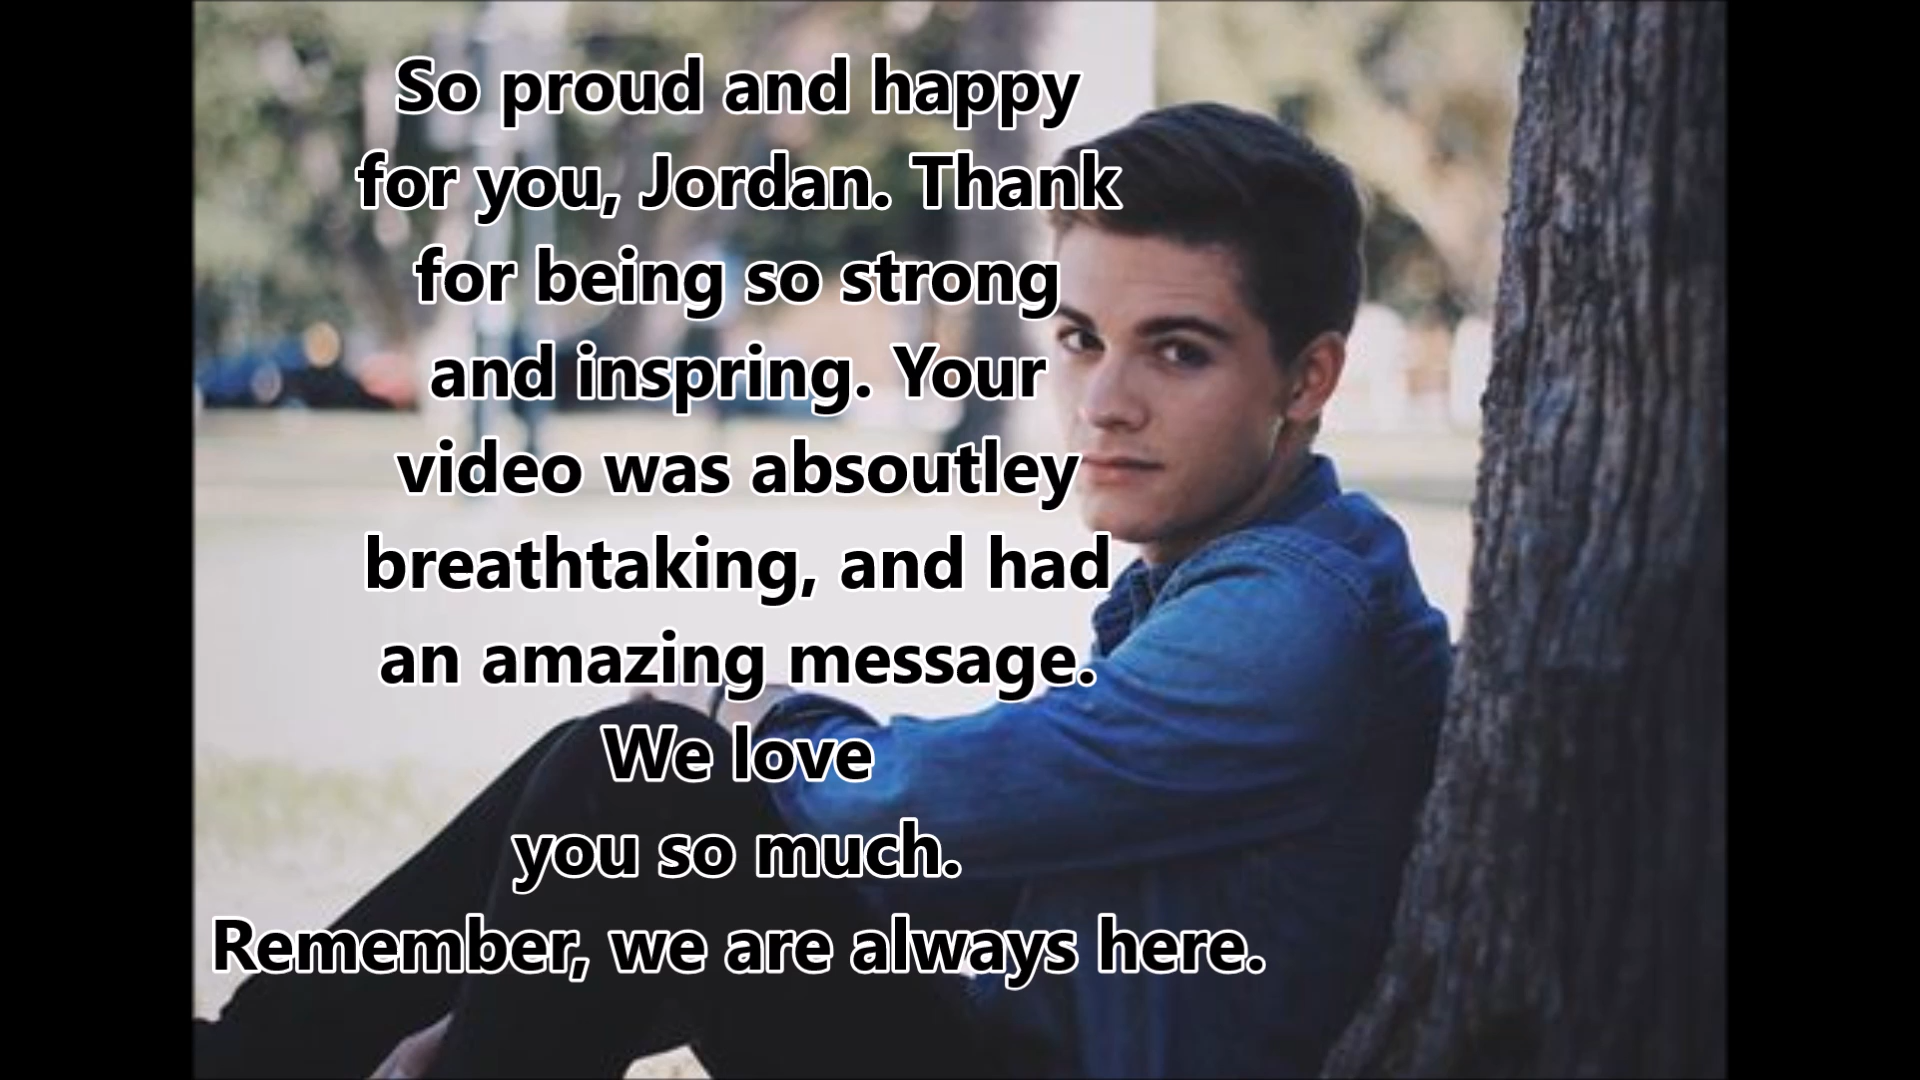 So proud and happy
for you, Jordan. Thank
for being so strong
and inspring. Your
video was absoutley
breathtaking, and had
an amazing message.
We love
you so much.
Remember, we are always here.